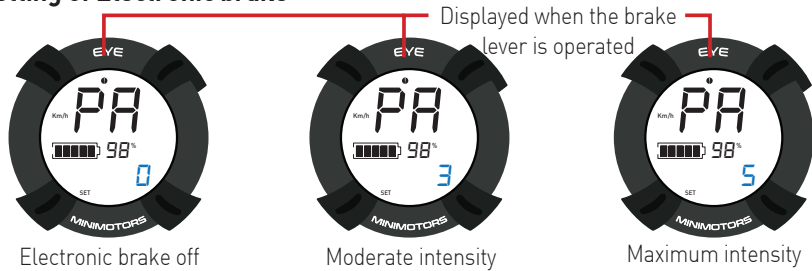 Displayed when the brake
lever is operated
EYE
PA
Km/h
98%
0
SET
MINIMOTORS
Electronic brake off
EYE
PA
Km/h
98%
3
SET
MINIMOTORS
Moderate intensity
EYE
PA
Km/h
98%
5
SET
MINIMOTORS
Maximum intensity